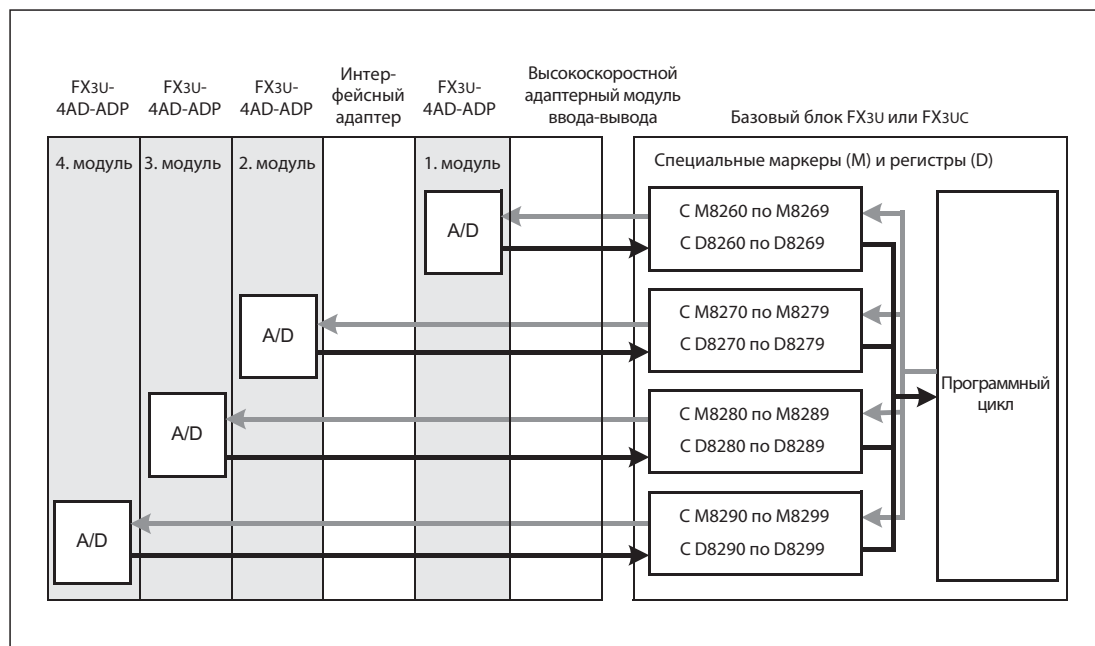 FX3U-
4AD-ADP
FX3U-
4AD-ADP
FX3U-
4AD-ADP
Интер-
фейсный
адаптер
FX3U-
4AD-ADP
Высокоскоростной
адаптерный модуль
ввода-вывода
Базовый блок FX3U или FX3UC
4. модуль
3. модуль
2. модуль
1. модуль
Специальные маркеры (M) и регистры (D)
A/D
С M8260 по M8269
С D8260 по D8269
A/D
С M8270 по M8279
С D8270 по D8279
Программный
цикл
A/D
С M8280 по M8289
С D8280 по D8289
A/D
С M8290 по M8299
С D8290 по D8299